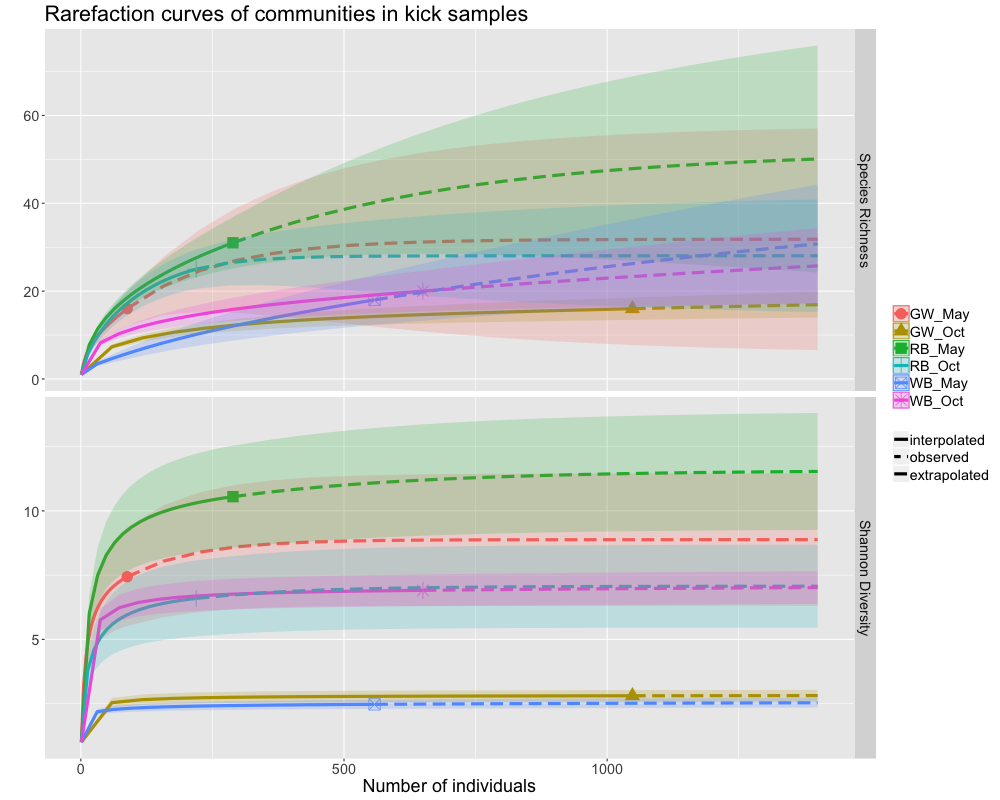 Rarefaction curves of communities in kick samples
60
40
20
0
Species Richness
10
5
Shannon Diversity
0
500
1000
Number of individuals
GW_May
GW_Oct
RB_May
RB_Oct
WB_May
WB_Oct
interpolated
observed
extrapolated